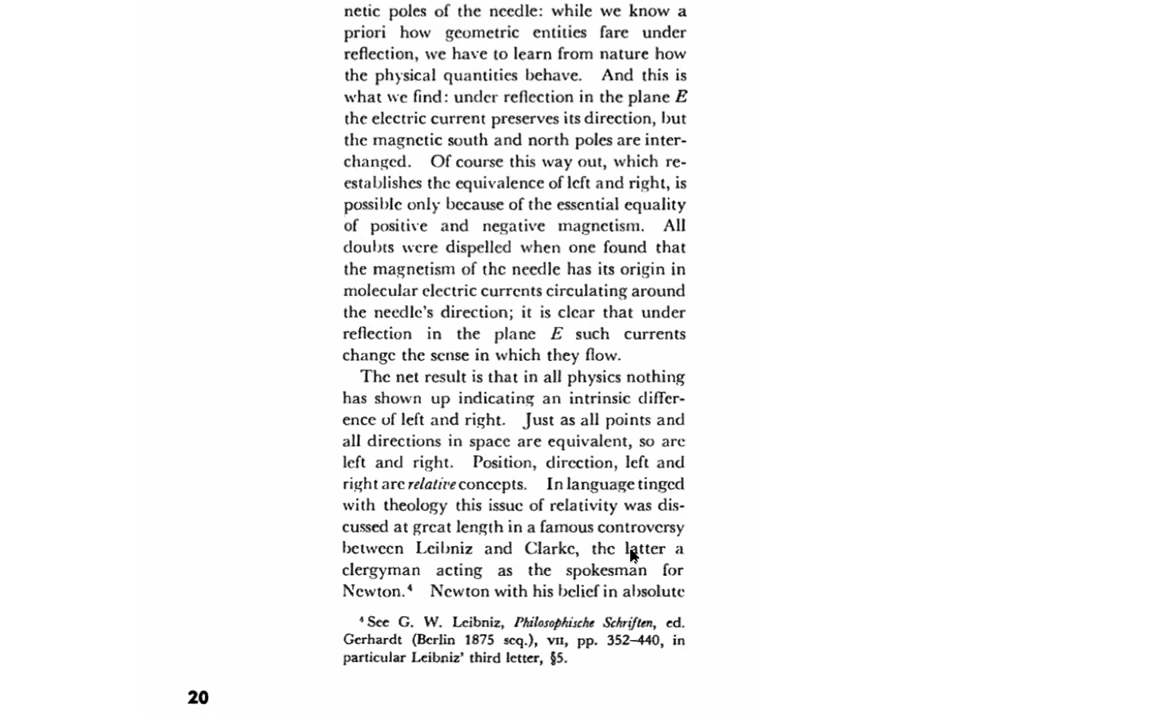 netic poles of the needle: while we know a
priori how geometric entities fare under
reflection, we have to learn from nature how
the physical quantities behave. And this is
what we find: under reflection in the plane E
the electric current preserves its direction, but
the magnetic south and north poles are inter-
changed. Of course this way out, which re-
establishes the equivalence of left and right, is
possible only because of the essential equality
of positive and negative magnetism. All
doubts were dispelled when one found that
the magnetism of the needle has its origin in
molecular electric currents circulating around
the needle's direction; it is clear that under
reflection in the plane E such currents
change the sense in which they flow.
The net result is that in all physics nothing
has shown up indicating an intrinsic differ-
ence of left and right. Just as all points and
all directions in space are equivalent, so are
left and right. Position, direction, left and
right are relative concepts. In language tinged
with theology this issue of relativity was dis-
cussed at great length in a famous controversy
between Leibniz and Clarke, the latter a
clergyman acting as the spokesman for
Newton.⁴ Newton with his belief in absolute
⁴ See G. W. Leibniz, Philosophische Schriften, ed.
Gerhardt (Berlin 1875 seq.), VII, pp. 352–440, in
particular Leibniz' third letter, §5.
20